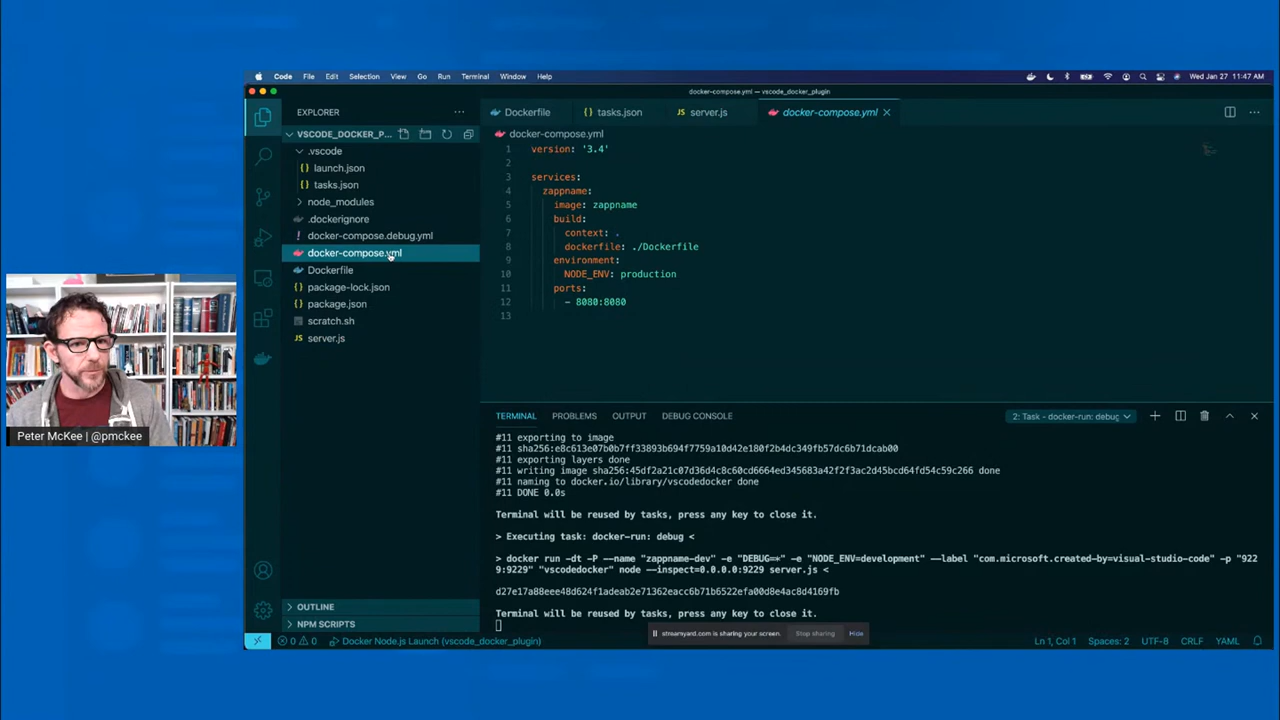 Code File Edit Selection View Go Run Terminal Window Help Wed Jan 27 11:47 AM
docker-compose.yml — vscode_docker_plugin
EXPLORER
VSCODE_DOCKER_P...
.vscode
launch.json
tasks.json
node_modules
.dockerignore
docker-compose.debug.yml
docker-compose.yml
Dockerfile
package-lock.json
package.json
scratch.sh
server.js
OUTLINE
NPM SCRIPTS
Dockerfile tasks.json server.js docker-compose.yml
docker-compose.yml
1 version: '3.4'
2
3 services:
4 zappname:
5 image: zappname
6 build:
7 context: .
8 dockerfile: ./Dockerfile
9 environment:
10 NODE_ENV: production
11 ports:
12 - 8080:8080
13
TERMINAL PROBLEMS OUTPUT DEBUG CONSOLE 2: Task - docker-run: debug
#11 exporting to image
#11 sha256:e8c613e07b0b7ff33893b694f7759a10d42e180f2b4dc349fb57dc6b71dcab00
#11 exporting layers done
#11 writing image sha256:45df2a21c07d36d4c8c60cd6664ed345683a42f2f3ac2d45bcd64fd54c59c266 done
#11 naming to docker.io/library/vscodedocker done
#11 DONE 0.0s
Terminal will be reused by tasks, press any key to close it.
> Executing task: docker-run: debug <
> docker run -dt -P --name "zappname-dev" -e "DEBUG=*" -e "NODE_ENV=development" --label "com.microsoft.created-by=visual-studio-code" -p "922
9:9229" "vscodedocker" node --inspect=0.0.0.0:9229 server.js <
d27e17a88eee48d624f1adeab2e71362eacc6b71b6522efa00d8e4ac8d4169fb
Terminal will be reused by tasks, press any key to close it.
streamyard.com is sharing your screen. Stop sharing Hide
0 0 Docker Node.js Launch (vscode_docker_plugin) Ln 1, Col 1 Spaces: 2 UTF-8 CRLF YAML
Peter McKee | @pmckee